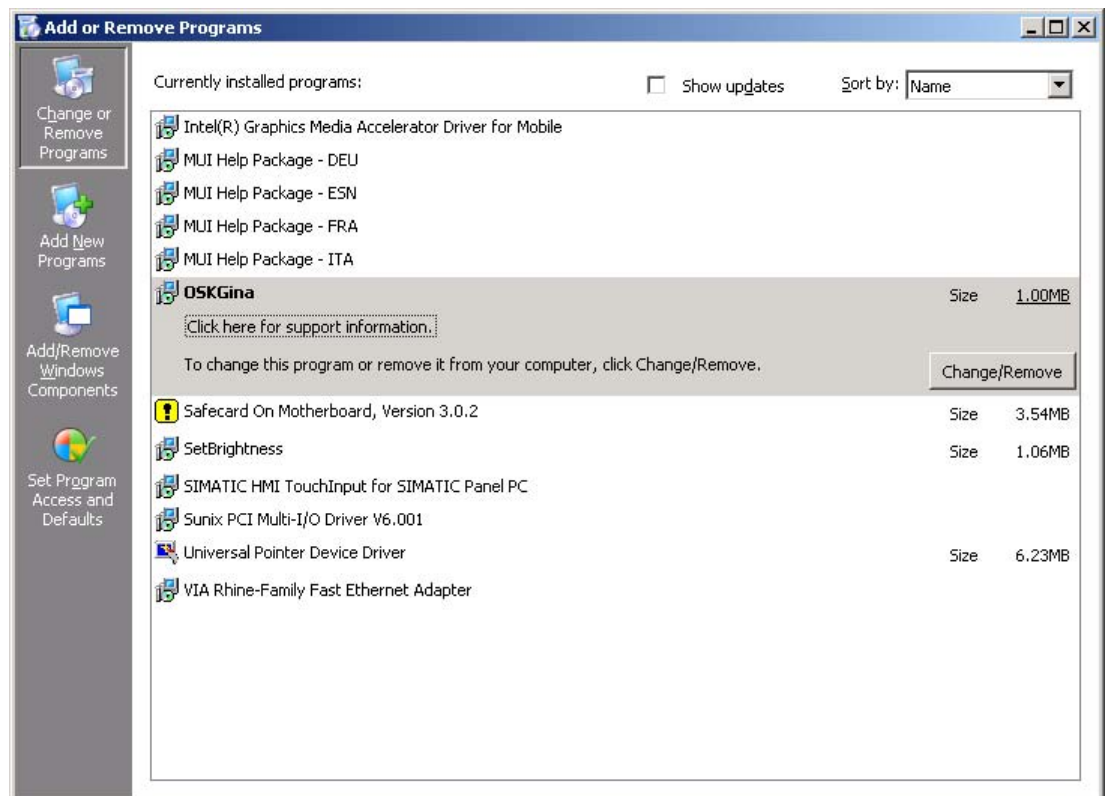 Add or Remove Programs
Change or
Remove
Programs
Add New
Programs
Add/Remove
Windows
Components
Set Program
Access and
Defaults
Currently installed programs:
Show updates
Sort by: Name
Intel(R) Graphics Media Accelerator Driver for Mobile
MUI Help Package - DEU
MUI Help Package - ESN
MUI Help Package - FRA
MUI Help Package - ITA
OSKGina Size 1.00MB
Click here for support information.
To change this program or remove it from your computer, click Change/Remove.
Change/Remove
Safecard On Motherboard, Version 3.0.2 Size 3.54MB
SetBrightness Size 1.06MB
SIMATIC HMI TouchInput for SIMATIC Panel PC
Sunix PCI Multi-I/O Driver V6.001
Universal Pointer Device Driver Size 6.23MB
VIA Rhine-Family Fast Ethernet Adapter